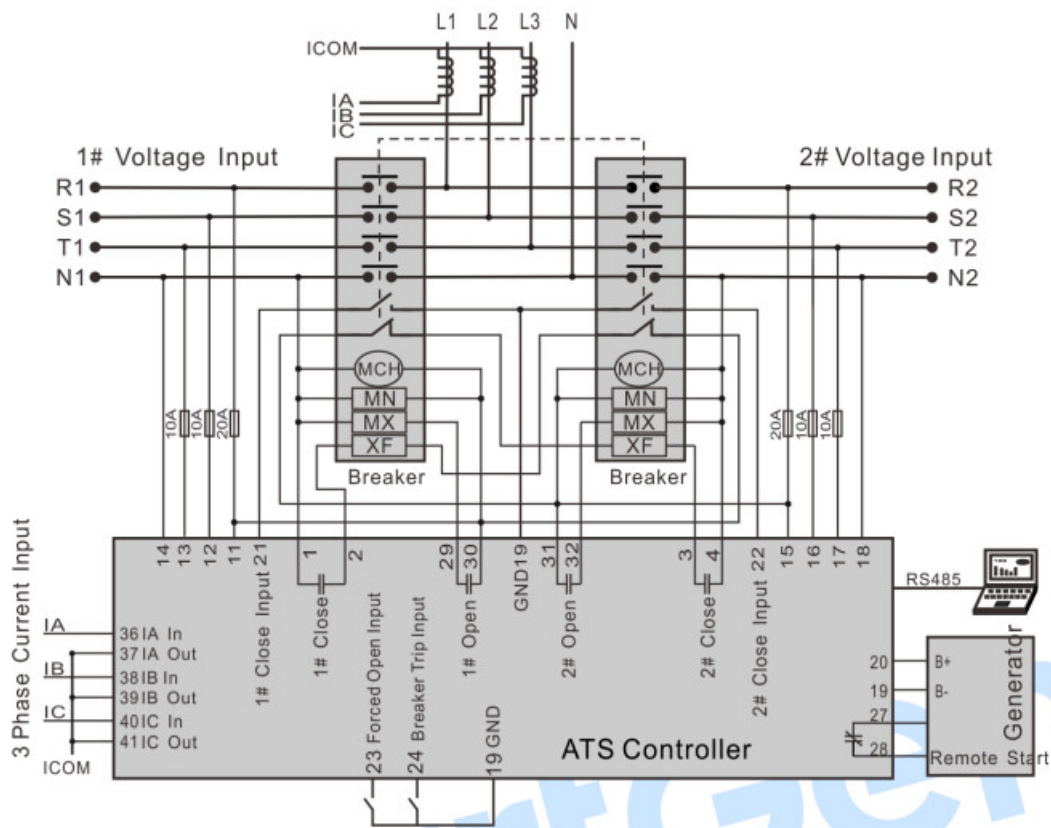 L1 L2 L3 N
ICOM
IA
IB
IC
1# Voltage Input
2# Voltage Input
R1
R2
S1
S2
T1
T2
N1
N2
MCH
MCH
MN
MN
MX
MX
XF
XF
10A
10A
20A
20A
10A
10A
Breaker
Breaker
14
13
12
11
21
1
2
29
30
GND19
31
32
3
4
22
15
16
17
18
1# Close Input
1# Close
1# Open
2# Open
2# Close
2# Close Input
RS485
3 Phase Current Input
IA
IB
IC
ICOM
36 IA In
37 IA Out
38 IB In
39 IB Out
40 IC In
41 IC Out
23 Forced Open Input
24 Breaker Trip Input
19 GND
ATS Controller
20
19
27
28
B+
B-
Remote Start
Generator